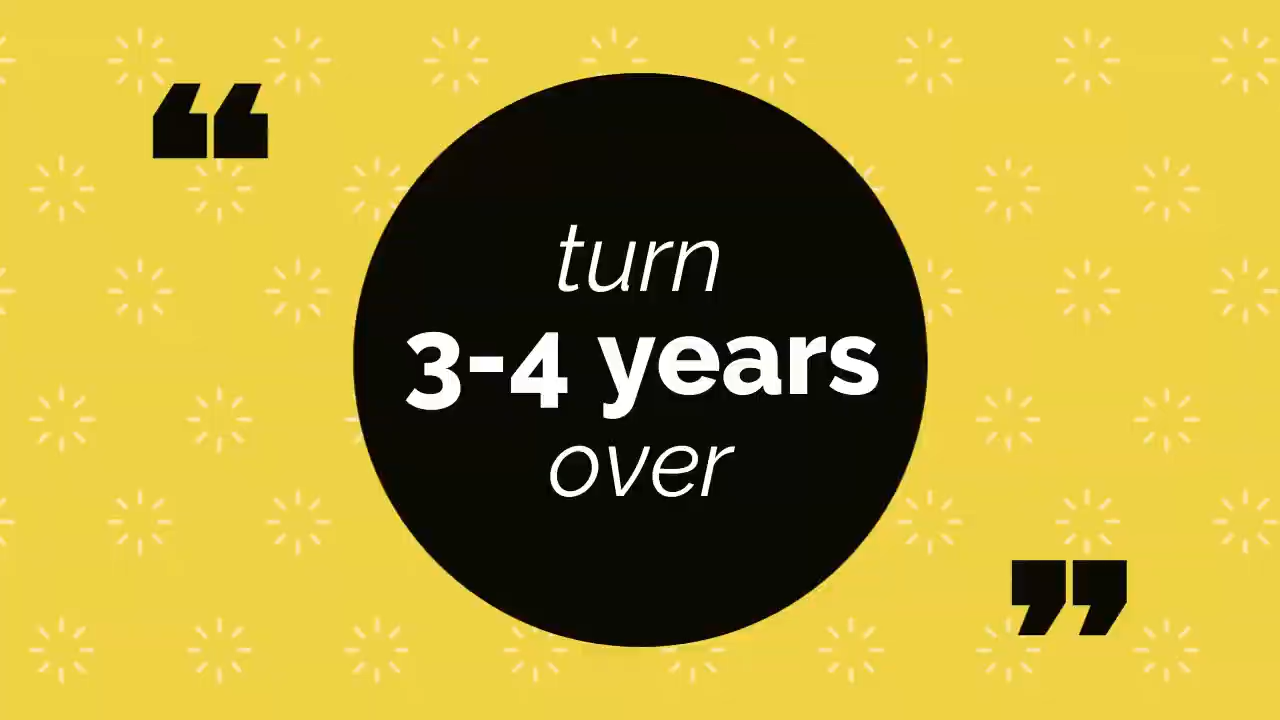 “
turn
3-4 years
over
”